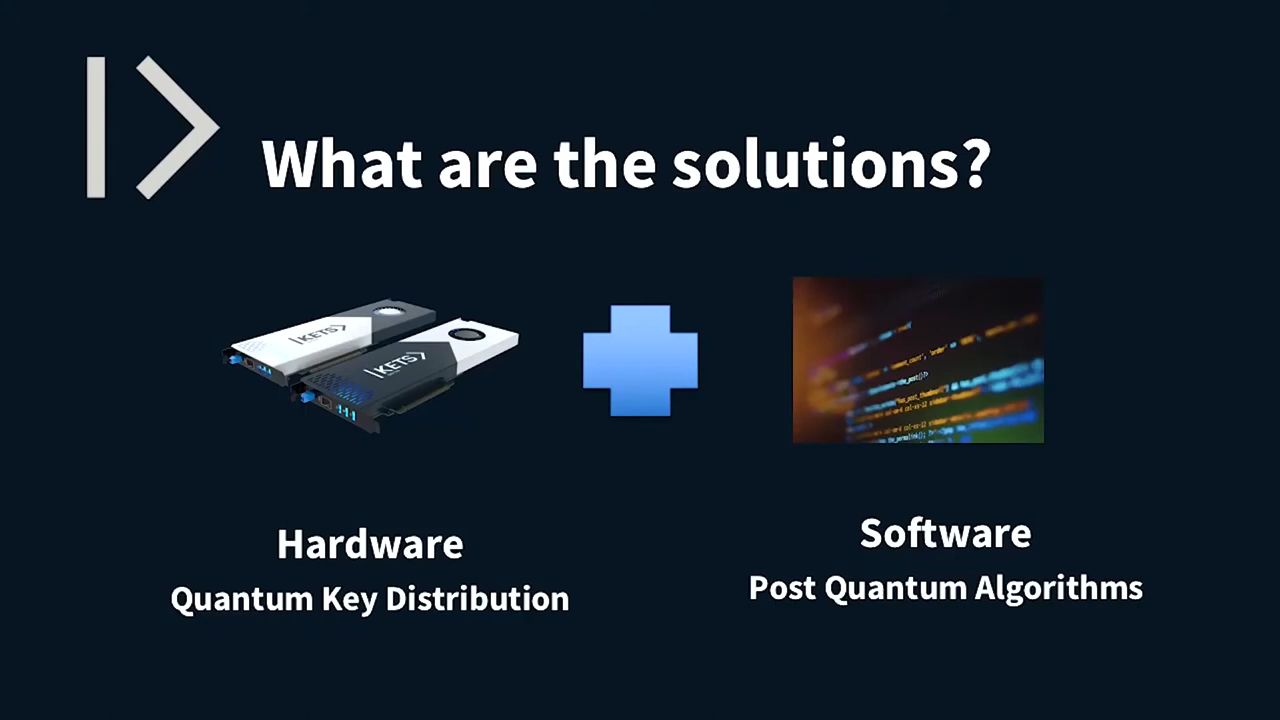 What are the solutions?
|KETS>
|KETS>
Hardware
Quantum Key Distribution
Software
Post Quantum Algorithms